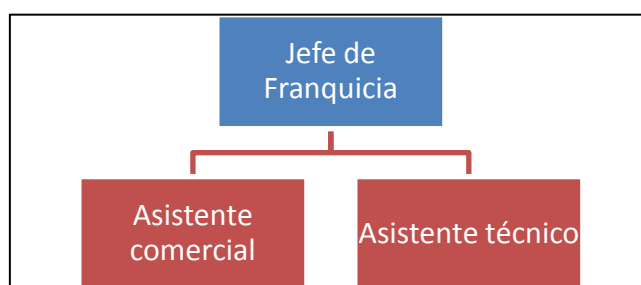 Jefe de
Franquicia
Asistente
comercial
Asistente técnico